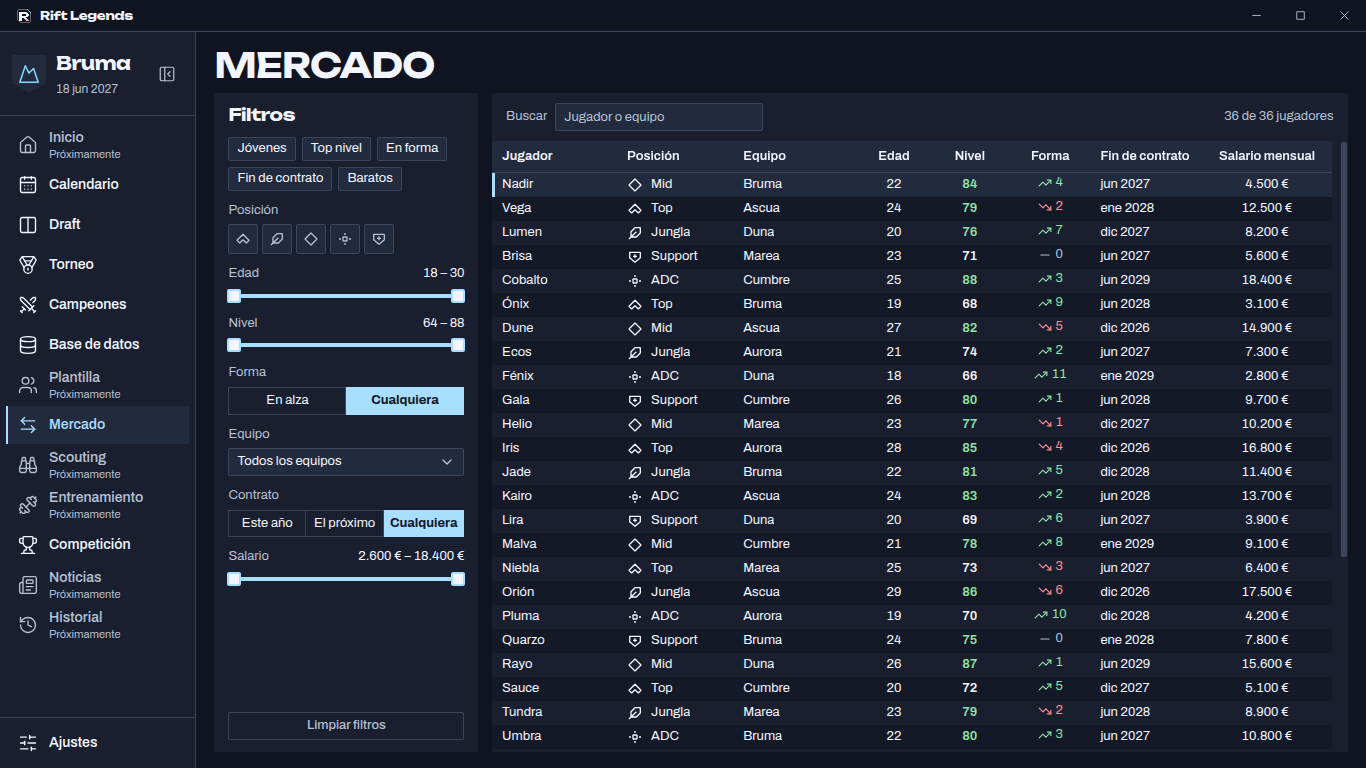 Rift Legends
Bruma
18 jun 2027
Inicio
Próximamente
Calendario
Draft
Torneo
Campeones
Base de datos
Plantilla
Próximamente
Mercado
Scouting
Próximamente
Entrenamiento
Próximamente
Competición
Noticias
Próximamente
Historial
Próximamente
Ajustes
MERCADO
Filtros
Jóvenes Top nivel En forma
Fin de contrato Baratos
Posición
Edad 18 – 30
Nivel 64 – 88
Forma
En alza Cualquiera
Equipo
Todos los equipos
Contrato
Este año El próximo Cualquiera
Salario 2.600 € – 18.400 €
Limpiar filtros
Buscar Jugador o equipo 36 de 36 jugadores
Jugador Posición Equipo Edad Nivel Forma Fin de contrato Salario mensual
Nadir Mid Bruma 22 84 4 jun 2027 4.500 €
Vega Top Ascua 24 79 2 ene 2028 12.500 €
Lumen Jungla Duna 20 76 7 dic 2027 8.200 €
Brisa Support Marea 23 71 0 jun 2027 5.600 €
Cobalto ADC Cumbre 25 88 3 jun 2029 18.400 €
Ónix Top Bruma 19 68 9 jun 2028 3.100 €
Dune Mid Ascua 27 82 5 dic 2026 14.900 €
Ecos Jungla Aurora 21 74 2 jun 2027 7.300 €
Fénix ADC Duna 18 66 11 ene 2029 2.800 €
Gala Support Cumbre 26 80 1 jun 2028 9.700 €
Helio Mid Marea 23 77 1 dic 2027 10.200 €
Iris Top Aurora 28 85 4 dic 2026 16.800 €
Jade Jungla Bruma 22 81 5 dic 2028 11.400 €
Kairo ADC Ascua 24 83 2 jun 2028 13.700 €
Lira Support Duna 20 69 6 jun 2027 3.900 €
Malva Mid Cumbre 21 78 8 ene 2029 9.100 €
Niebla Top Marea 25 73 3 jun 2027 6.400 €
Orión Jungla Ascua 29 86 6 dic 2026 17.500 €
Pluma ADC Aurora 19 70 10 dic 2028 4.200 €
Quarzo Support Bruma 24 75 0 ene 2028 7.800 €
Rayo Mid Duna 26 87 1 jun 2029 15.600 €
Sauce Top Cumbre 20 72 5 dic 2027 5.100 €
Tundra Jungla Marea 23 79 2 jun 2028 8.900 €
Umbra ADC Bruma 22 80 3 jun 2027 10.800 €